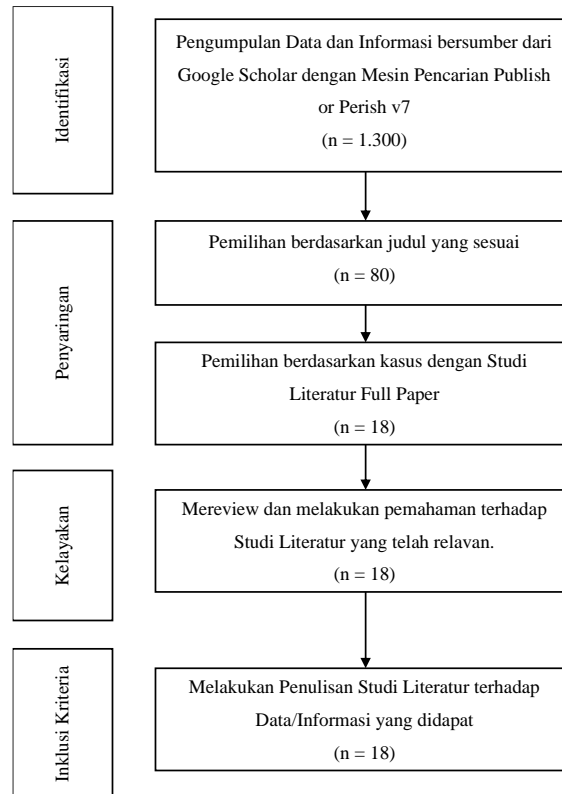 Identifikasi
Pengumpulan Data dan Informasi bersumber dari
Google Scholar dengan Mesin Pencarian Publish
or Perish v7
(n = 1.300)
Penyaringan
Pemilihan berdasarkan judul yang sesuai
(n = 80)
Pemilihan berdasarkan kasus dengan Studi
Literatur Full Paper
(n = 18)
Kelayakan
Mereview dan melakukan pemahaman terhadap
Studi Literatur yang telah relavan.
(n = 18)
Inklusi Kriteria
Melakukan Penulisan Studi Literatur terhadap
Data/Informasi yang didapat
(n = 18)